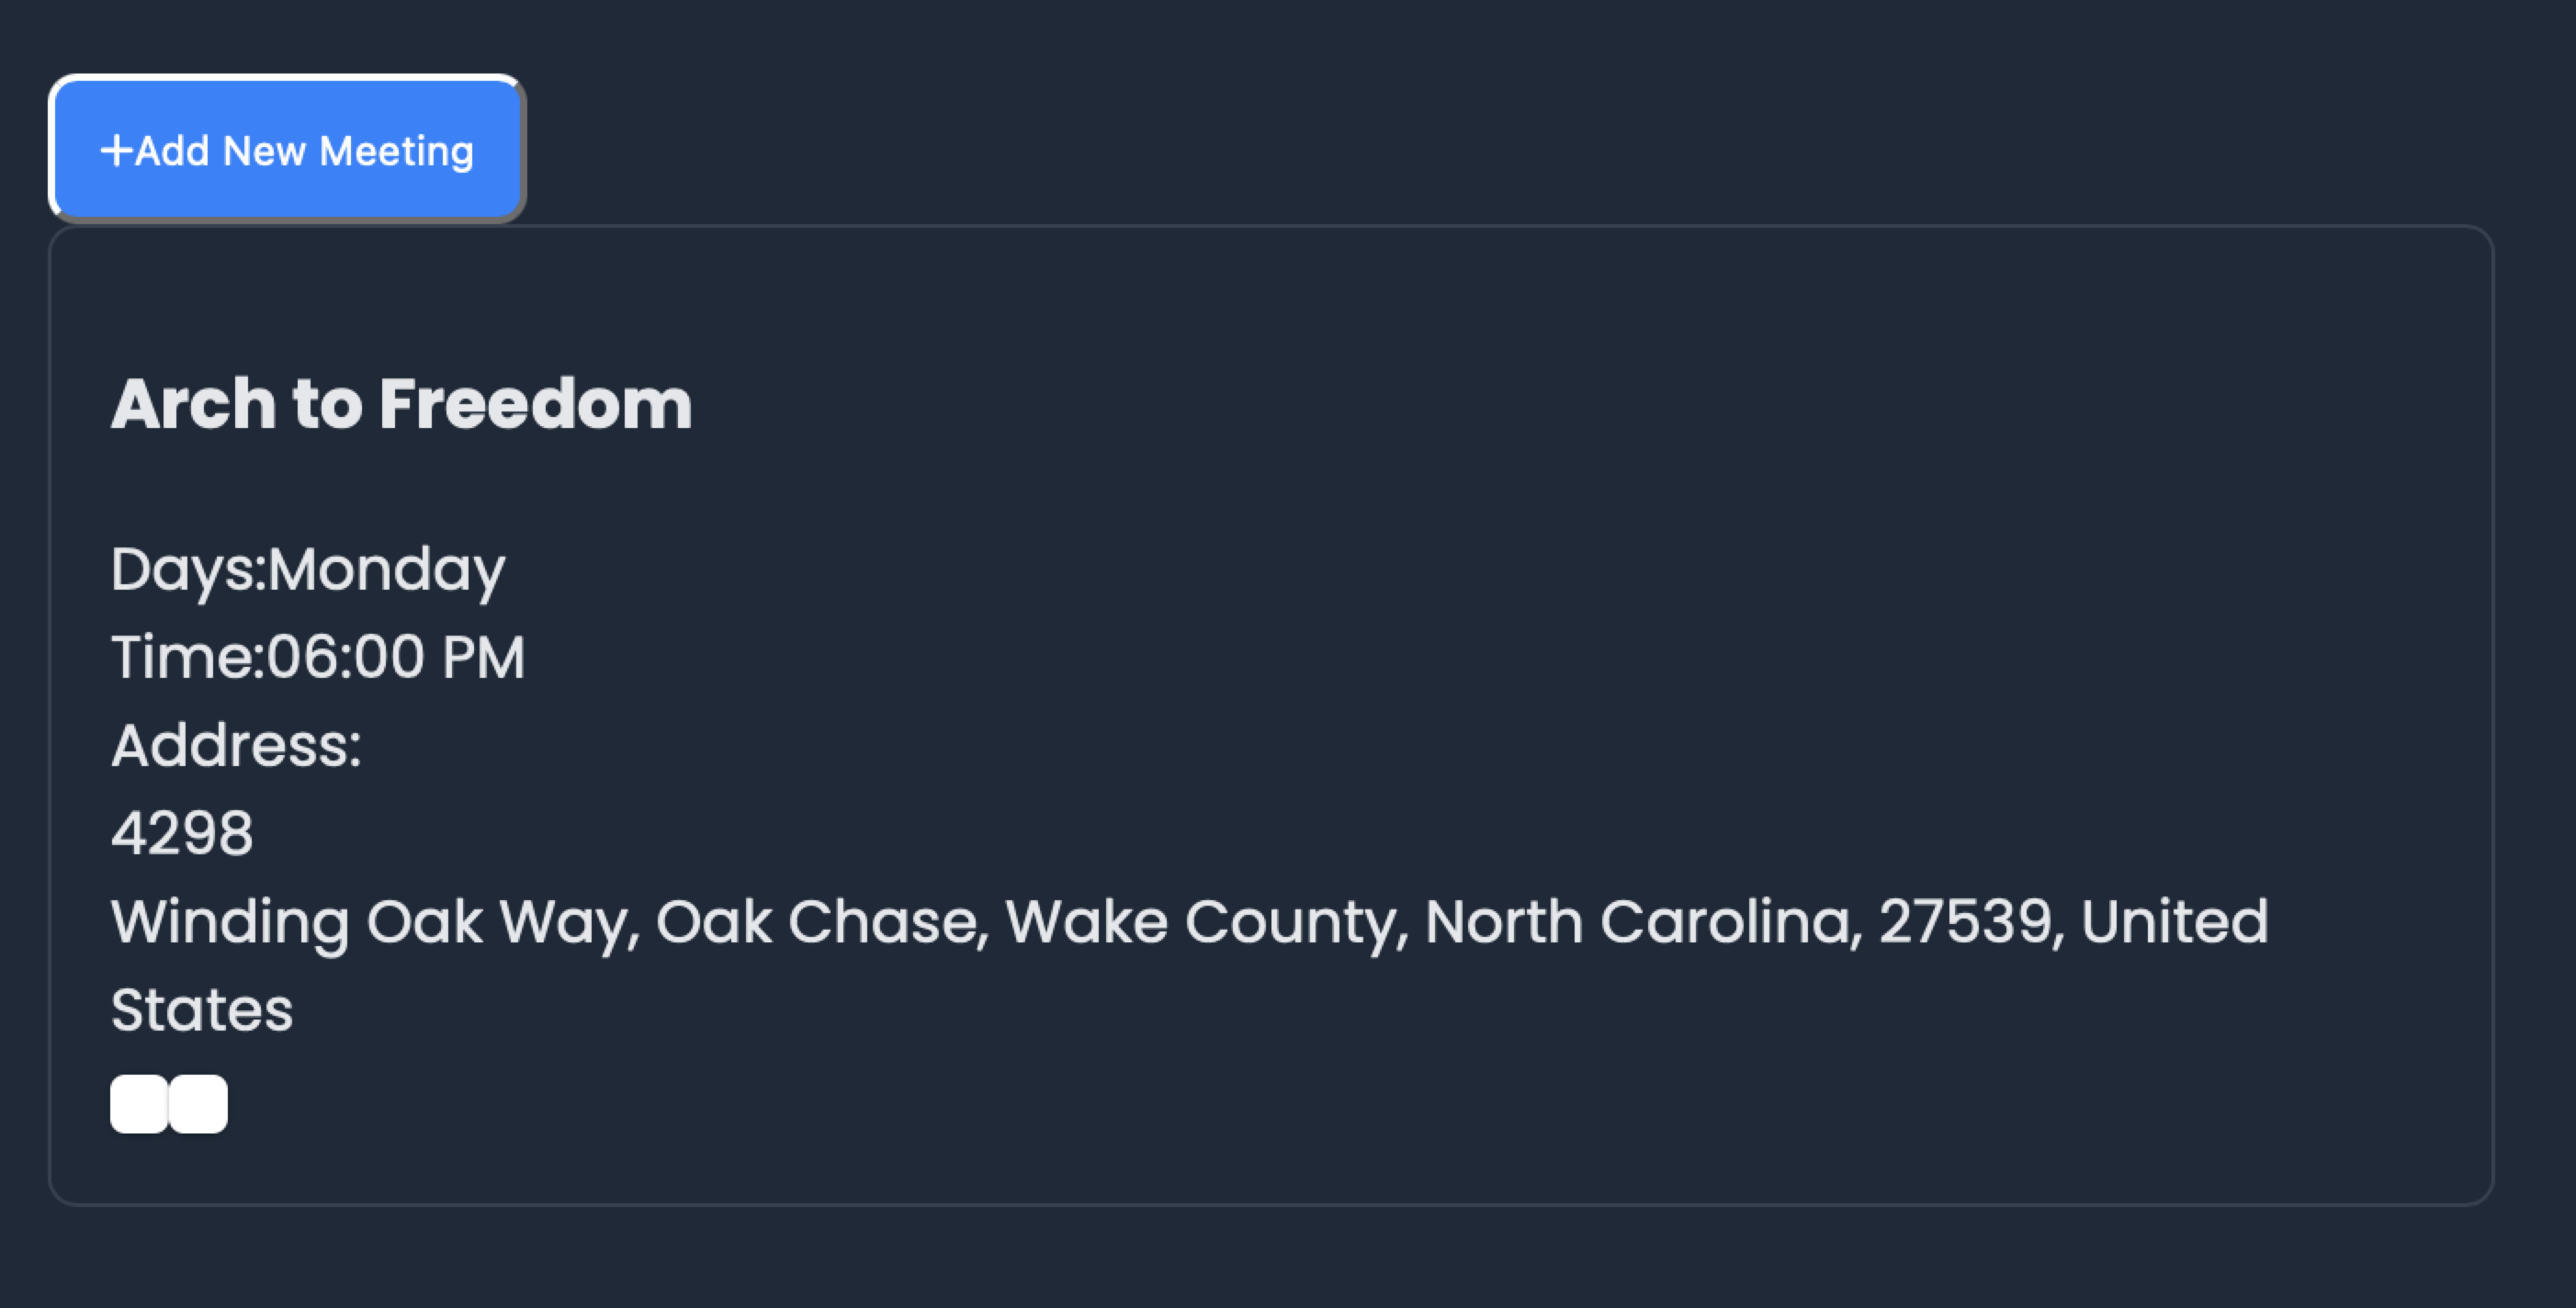 +Add New Meeting
Arch to Freedom
Days:Monday
Time:06:00 PM
Address:
4298
Winding Oak Way, Oak Chase, Wake County, North Carolina, 27539, United
States